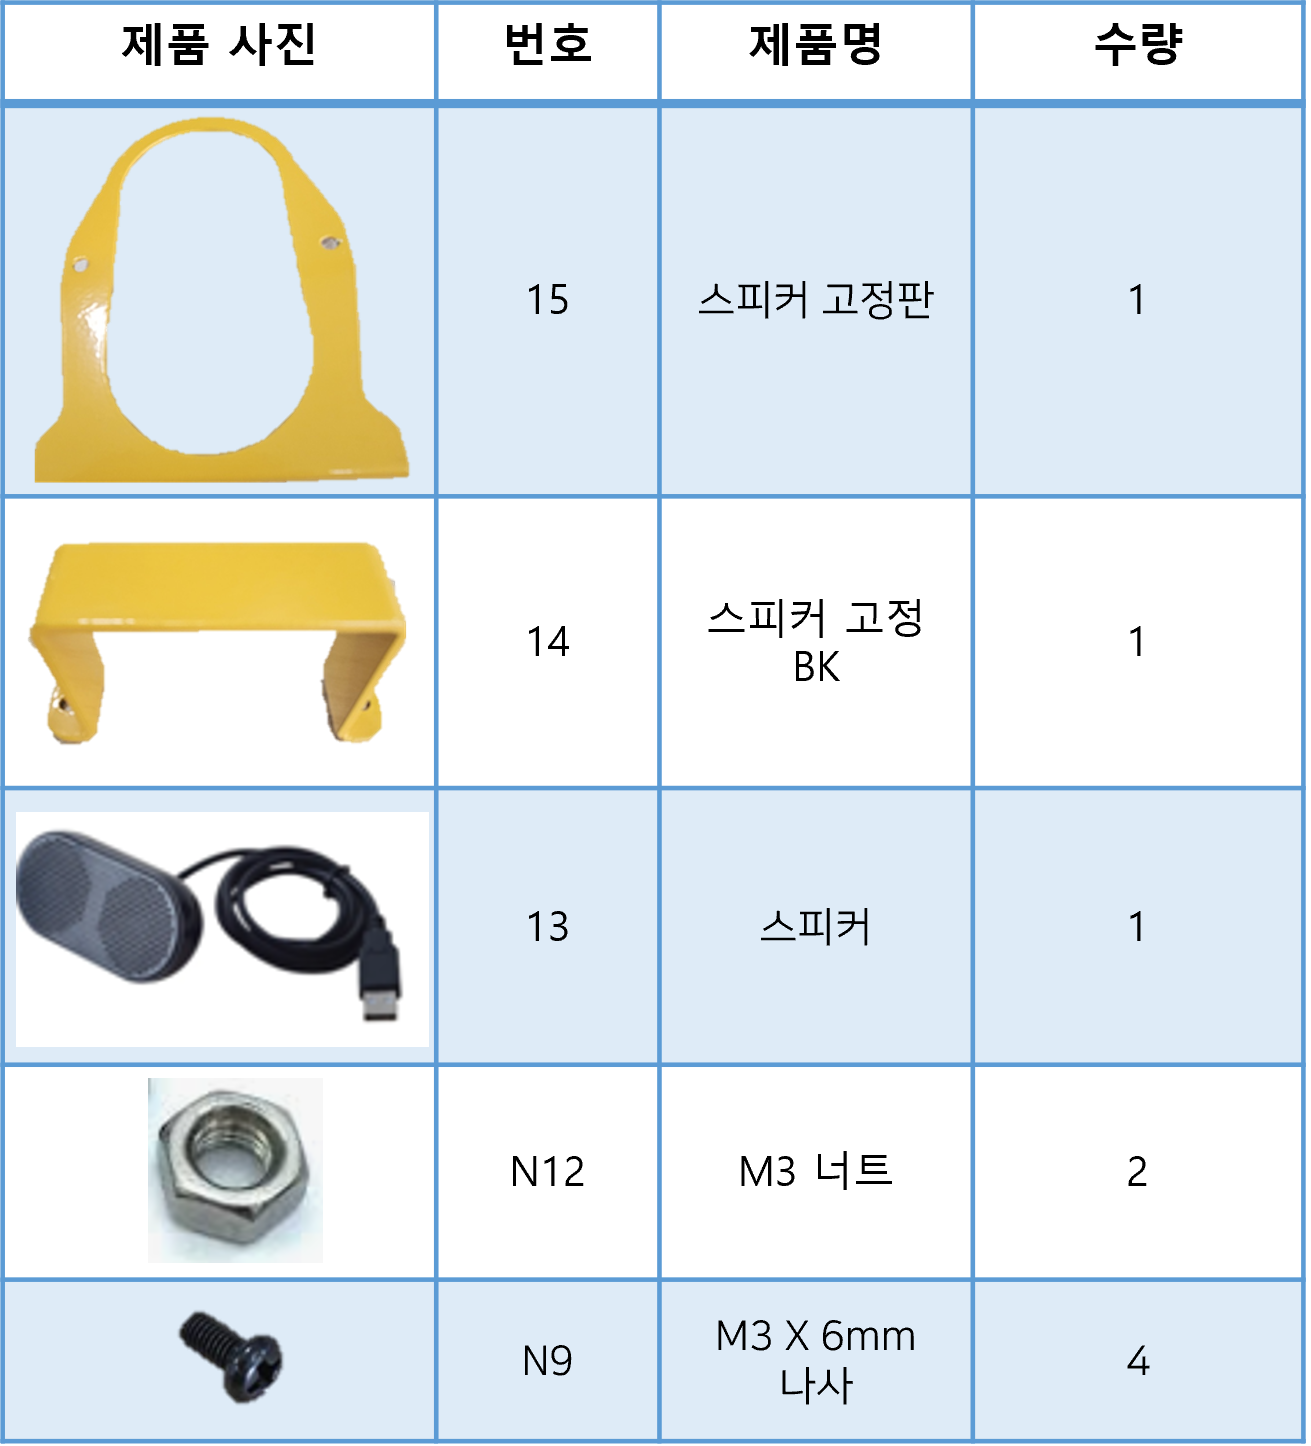 제품 사진 번호 제품명 수량
15 스피커 고정판 1
14 스피커 고정 1
BK
13 스피커 1
N12 M3 너트 2
N9 M3 X 6mm 4
나사